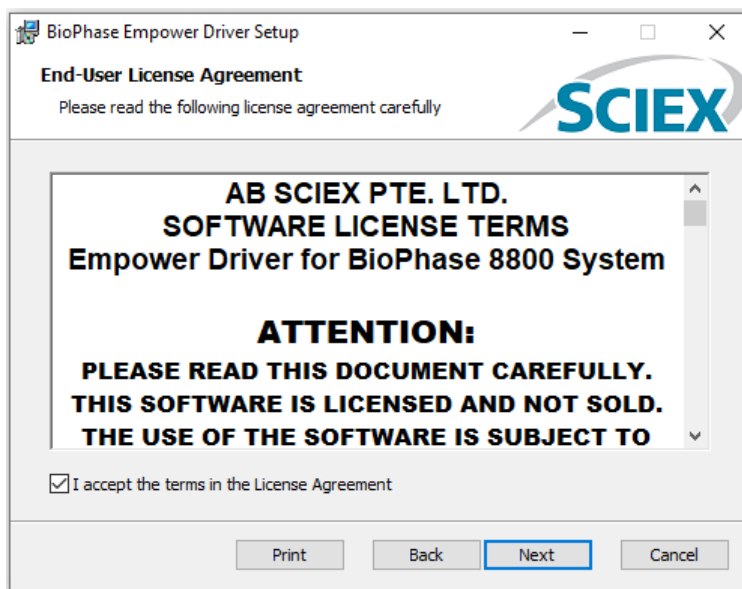 BioPhase Empower Driver Setup
End-User License Agreement
Please read the following license agreement carefully
SCIEX
AB SCIEX PTE. LTD.
SOFTWARE LICENSE TERMS
Empower Driver for BioPhase 8800 System
ATTENTION:
PLEASE READ THIS DOCUMENT CAREFULLY.
THIS SOFTWARE IS LICENSED AND NOT SOLD.
THE USE OF THE SOFTWARE IS SUBJECT TO
I accept the terms in the License Agreement
Print Back Next Cancel